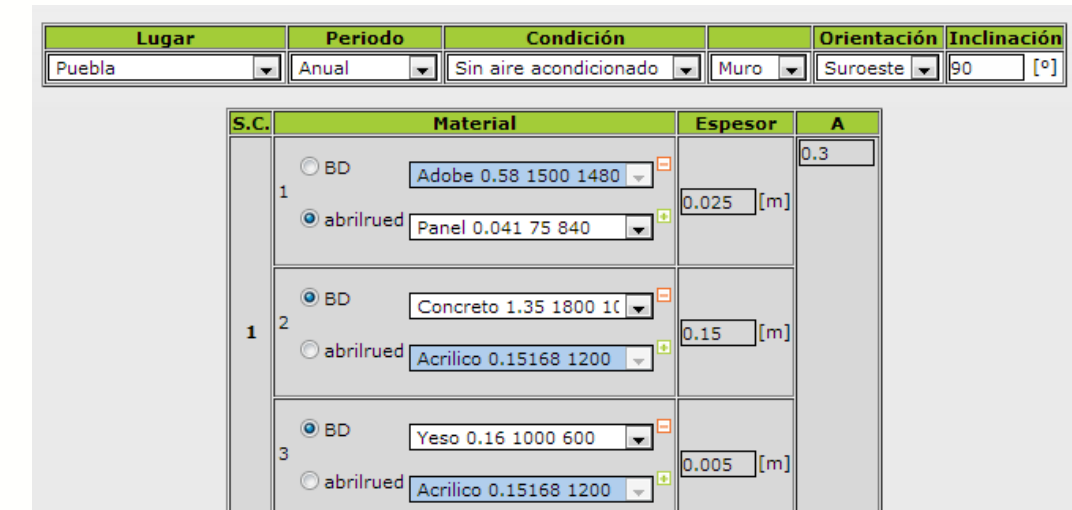 Lugar Periodo Condición Orientación Inclinación
Puebla Anual Sin aire acondicionado Muro Suroeste 90 [º]
S.C. Material Espesor A
1
1
BD Adobe 0.58 1500 1480
abrilrued Panel 0.041 75 840
0.025 [m]
0.3
2
BD Concreto 1.35 1800 10
abrilrued Acrilico 0.15168 1200
0.15 [m]
3
BD Yeso 0.16 1000 600
abrilrued Acrilico 0.15168 1200
0.005 [m]